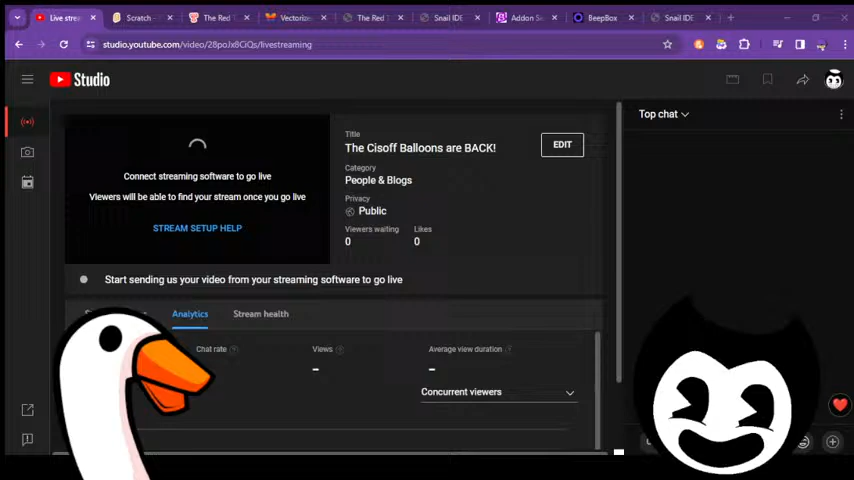 Live stream
Scratch -
The Red T
Vectorize
The Red T
Snail IDE
Addon Se
BeepBox
Snail IDE
studio.youtube.com/video/28poJx8CiQs/livestreaming
Studio
Connect streaming software to go live
Viewers will be able to find your stream once you go live
STREAM SETUP HELP
Title
The Cisoff Balloons are BACK!
EDIT
Category
People & Blogs
Privacy
Public
Viewers waiting
Likes
0
0
Top chat
Start sending us your video from your streaming software to go live
Analytics
Stream health
Chat rate
Views
Average view duration
–
–
Concurrent viewers